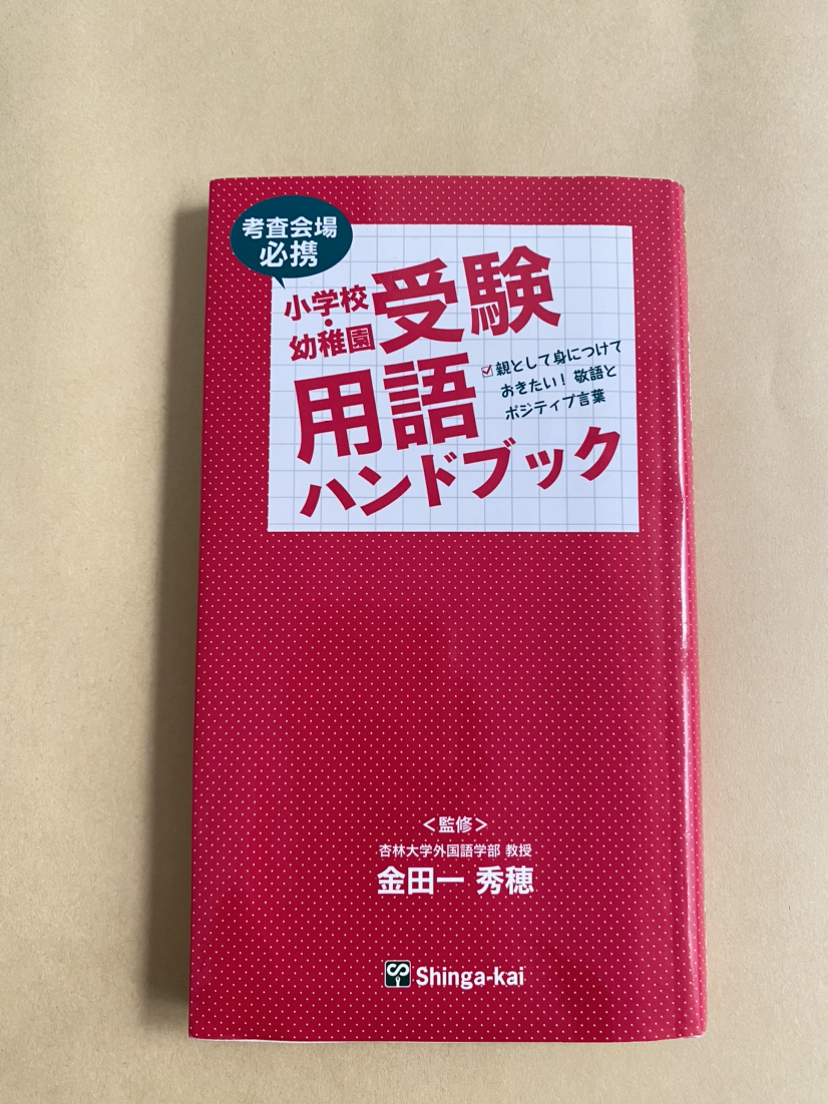 考査会場
必携
小学校・
幼稚園
受験
用語
ハンドブック
親として身につけて
おきたい！ 敬語と
ポジティブ言葉
＜監修＞
杏林大学外国語学部 教授
金田一 秀穂
Shinga-kai